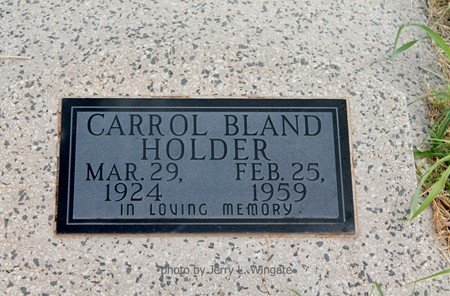 CARROL BLAND
HOLDER
MAR. 29, FEB. 25,
1924 1959
IN LOVING MEMORY.
photo by Jerry L. Wingate